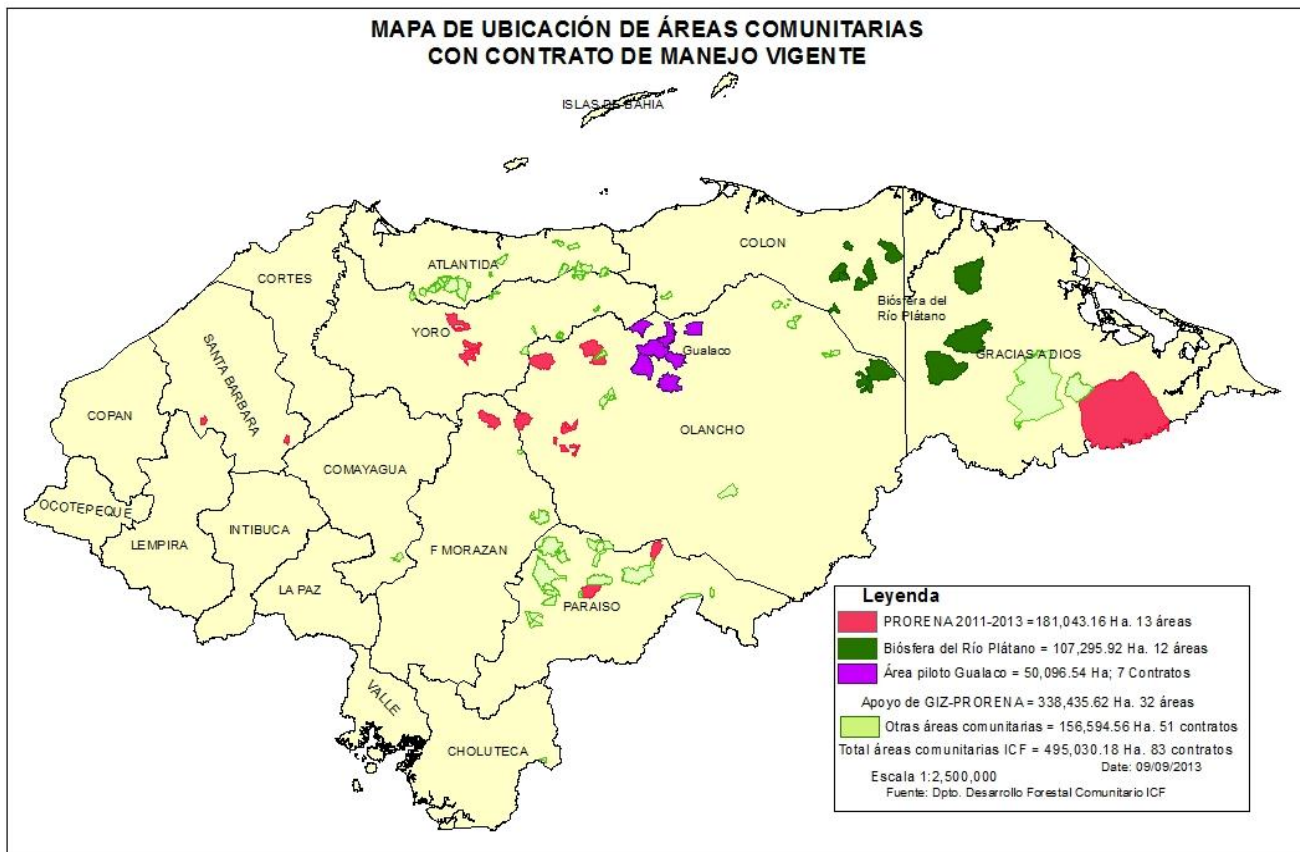 MAPA DE UBICACIÓN DE ÁREAS COMUNITARIAS
CON CONTRATO DE MANEJO VIGENTE
ISLAS DE BAHIA
COLON
ATLANTIDA
CORTES
Biósfera del
Río Plátano
YORO
Gualaco
GRACIAS A DIOS
SANTA BARBARA
COPAN
OLANCHO
COMAYAGUA
OCOTEPEQUE
INTIBUCA
LEMPIRA
F MORAZAN
LA PAZ
PARAISO
VALLE
CHOLUTECA
Leyenda
PRORENA 2011-2013 =181,043.16 Ha. 13 áreas
Biósfera del Río Plátano = 107,295.92 Ha. 12 áreas
Área piloto Gualaco = 50,096.54 Ha; 7 Contratos
Apoyo de GIZ-PRORENA = 338,435.62 Ha. 32 áreas
Otras áreas comunitarias = 156,594.56 Ha. 51 contratos
Total áreas comunitarias ICF = 495,030.18 Ha. 83 contratos
Date: 09/09/2013
Escala 1:2,500,000
Fuente: Dpto. Desarrollo Forestal Comunitario ICF